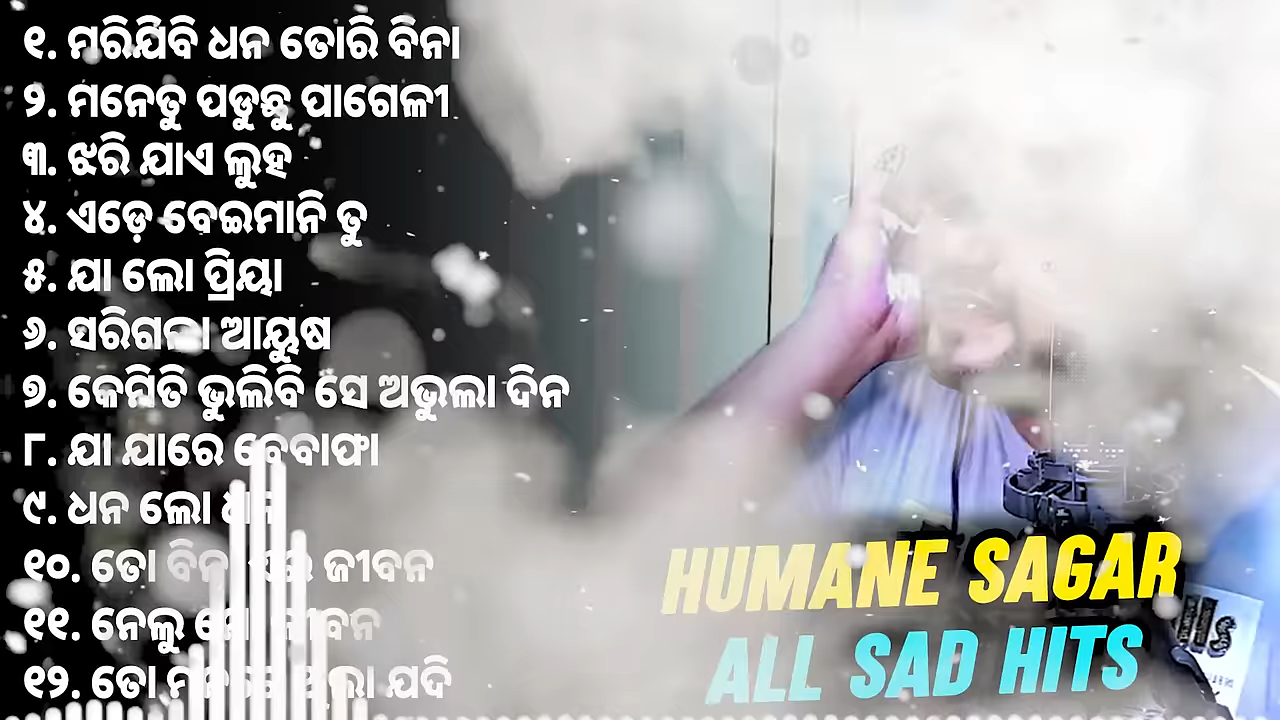 ୧. ମରିଯିବି ଧନ ତୋରି ବିନା
୨. ମନେତୁ ପଡୁଛୁ ପାଗେଳୀ
୩. ଝରି ଯାଏ ଲୁହ
୪. ଏଡ଼େ ବେଇମାନି ତୁ
୫. ଯା ଲୋ ପ୍ରିୟା
୬. ସରିଗଲା ଆୟୁଷ
୭. କେମିତି ଭୁଲିବି ସେ ଅଭୁଲା ଦିନ
୮. ଯା ଯାରେ ବେବାଫା
୯. ଧନ ଲୋ
୧୦. ତୋ ବିନା ଜୀବନ
୧୧. ନେଲୁ ଜୀବନ
୧୨. ତୋ ଯଦି
HUMANE SAGAR
ALL SAD HITS